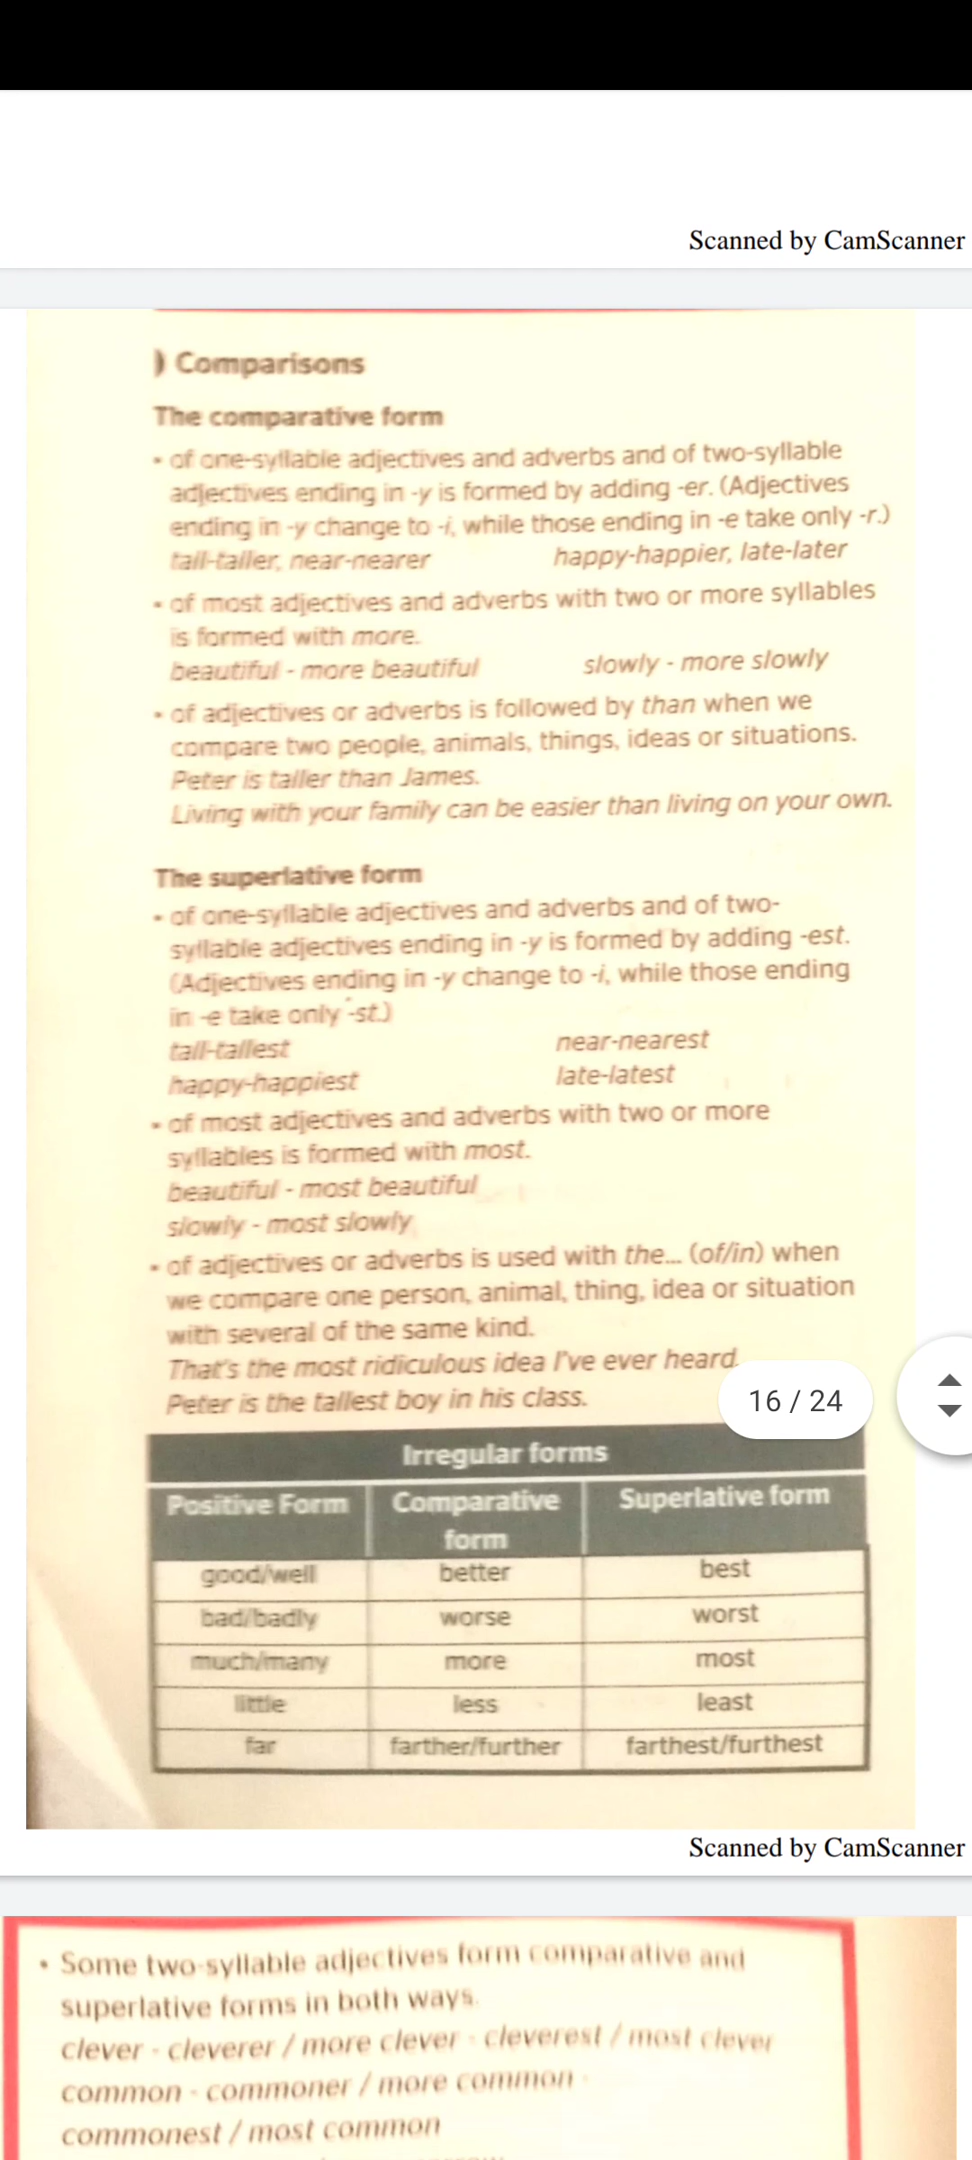 Scanned by CamScanner
) Comparisons
The comparative form
• of one-syllable adjectives and adverbs and of two-syllable
adjectives ending in -y is formed by adding -er. (Adjectives
ending in -y change to -i, while those ending in -e take only -r.)
tall-taller, near-nearer happy-happier, late-later
• of most adjectives and adverbs with two or more syllables
is formed with more.
beautiful - more beautiful slowly - more slowly
• of adjectives or adverbs is followed by than when we
compare two people, animals, things, ideas or situations.
Peter is taller than James.
Living with your family can be easier than living on your own.
The superlative form
• of one-syllable adjectives and adverbs and of two-
syllable adjectives ending in -y is formed by adding -est.
(Adjectives ending in -y change to -i, while those ending
in -e take only -st.)
tall-tallest near-nearest
happy-happiest late-latest
• of most adjectives and adverbs with two or more
syllables is formed with most.
beautiful - most beautiful
slowly - most slowly
• of adjectives or adverbs is used with the... (of/in) when
we compare one person, animal, thing, idea or situation
with several of the same kind.
That's the most ridiculous idea I've ever heard.
Peter is the tallest boy in his class.
16 / 24
Irregular forms
Positive Form Comparative form Superlative form
good/well better best
bad/badly worse worst
much/many more most
little less least
far farther/further farthest/furthest
Scanned by CamScanner
• Some two-syllable adjectives form comparative and
superlative forms in both ways.
clever - cleverer / more clever - cleverest / most clever
common - commoner / more common -
commonest / most common